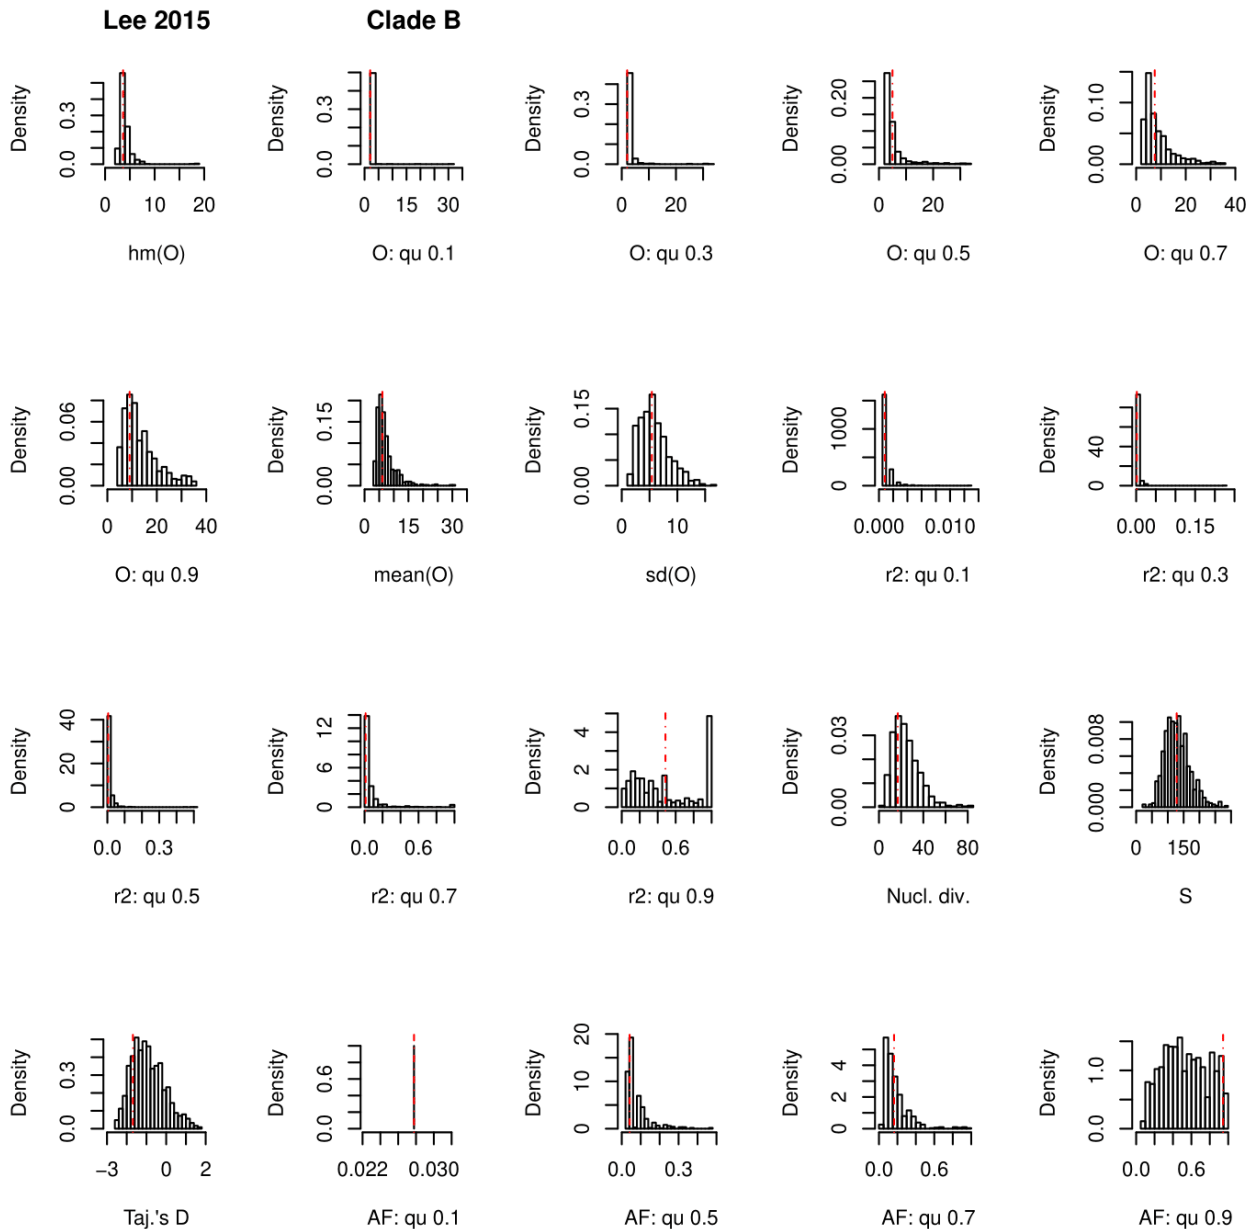 Lee 2015 Clade B
Density 0.0 0.3 0 10 20 hm(O)
Density 0.0 0.3 0 15 30 O: qu 0.1
Density 0.0 0.3 0 20 O: qu 0.3
Density 0.00 0.20 0 20 O: qu 0.5
Density 0.00 0.10 0 20 40 O: qu 0.7
Density 0.00 0.06 0 20 40 O: qu 0.9
Density 0.00 0.15 0 15 30 mean(O)
Density 0.00 0.15 0 10 sd(O)
Density 0 1000 0.000 0.010 r2: qu 0.1
Density 0 40 0.00 0.15 r2: qu 0.3
Density 0 20 40 0.0 0.3 r2: qu 0.5
Density 0 6 12 0.0 0.6 r2: qu 0.7
Density 0 2 4 0.0 0.6 r2: qu 0.9
Density 0.00 0.03 0 40 80 Nucl. div.
Density 0.000 0.008 0 150 S
Density 0.0 0.3 −3 0 2 Taj.'s D
Density 0.0 0.6 0.022 0.030 AF: qu 0.1
Density 0 10 20 0.0 0.3 AF: qu 0.5
Density 0 2 4 0.0 0.6 AF: qu 0.7
Density 0.0 1.0 0.0 0.6 AF: qu 0.9